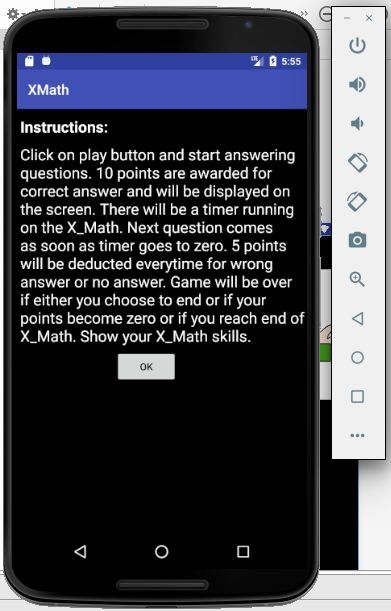 5:55
XMath
Instructions:
Click on play button and start answering
questions. 10 points are awarded for
correct answer and will be displayed on
the screen. There will be a timer running
on the X_Math. Next question comes
as soon as timer goes to zero. 5 points
will be deducted everytime for wrong
answer or no answer. Game will be over
if either you choose to end or if your
points become zero or if you reach end of
X_Math. Show your X_Math skills.
OK